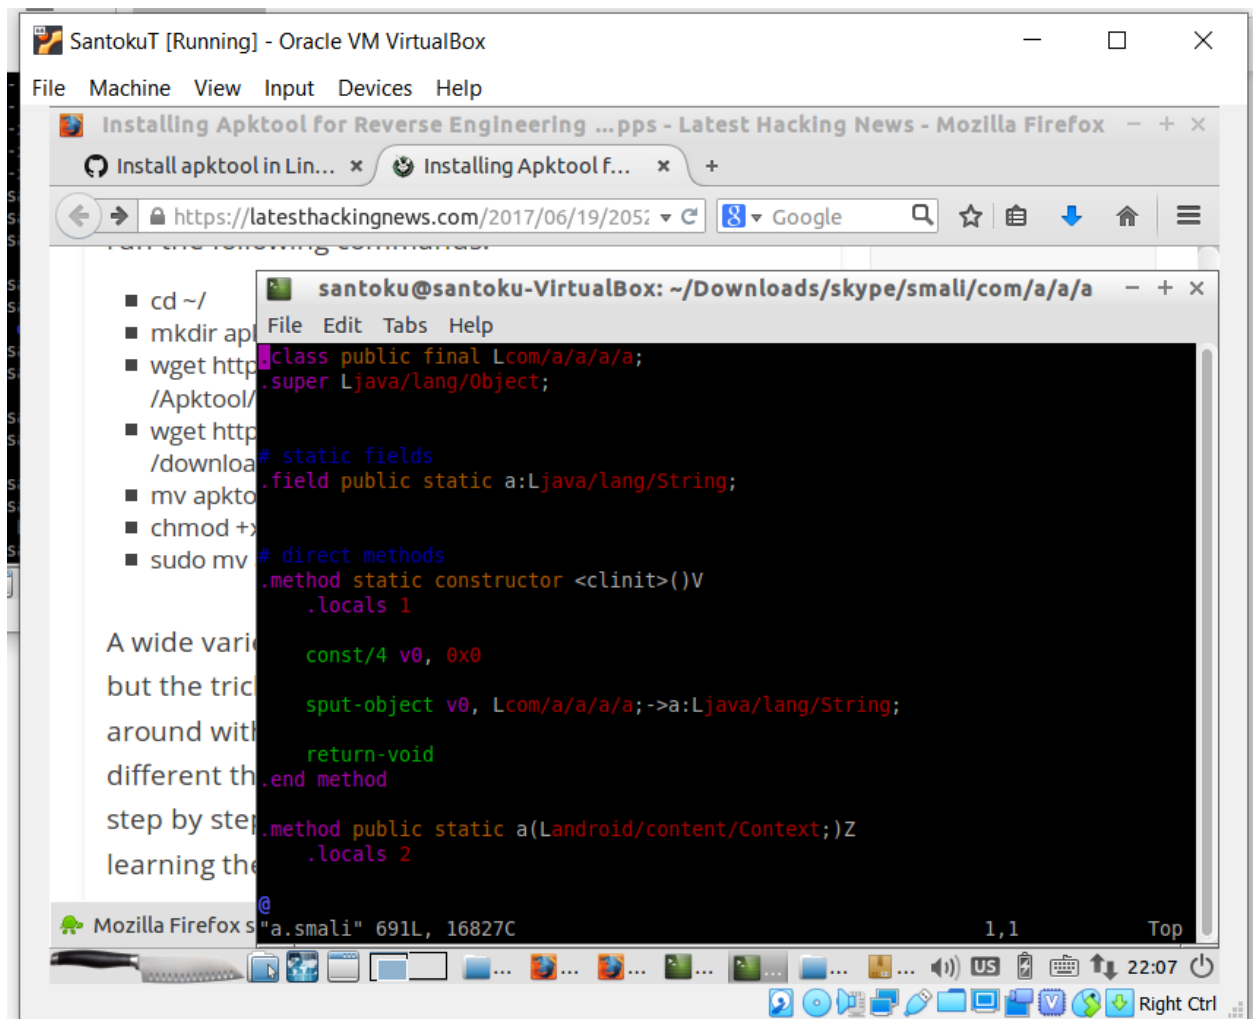 SantokuT [Running] - Oracle VM VirtualBox
File Machine View Input Devices Help
Installing Apktool for Reverse Engineering ...pps - Latest Hacking News - Mozilla Firefox
Install apktool in Lin... Installing Apktool f...
https://latesthackingnews.com/2017/06/19/2052 Google
run the following commands:
cd ~/
mkdir apl
wget http
/Apktool/
wget http
/downloa
mv apkto
chmod +x
sudo mv
A wide vari
but the tric
around with
different th
step by step
learning the
santoku@santoku-VirtualBox: ~/Downloads/skype/smali/com/a/a/a
File Edit Tabs Help
.class public final Lcom/a/a/a/a;
.super Ljava/lang/Object;
# static fields
.field public static a:Ljava/lang/String;
# direct methods
.method static constructor <clinit>()V
.locals 1
const/4 v0, 0x0
sput-object v0, Lcom/a/a/a/a;->a:Ljava/lang/String;
return-void
.end method
.method public static a(Landroid/content/Context;)Z
.locals 2
@
"a.smali" 691L, 16827C 1,1 Top
Mozilla Firefox s
... ... ... ... ... ... ... US 22:07
Right Ctrl